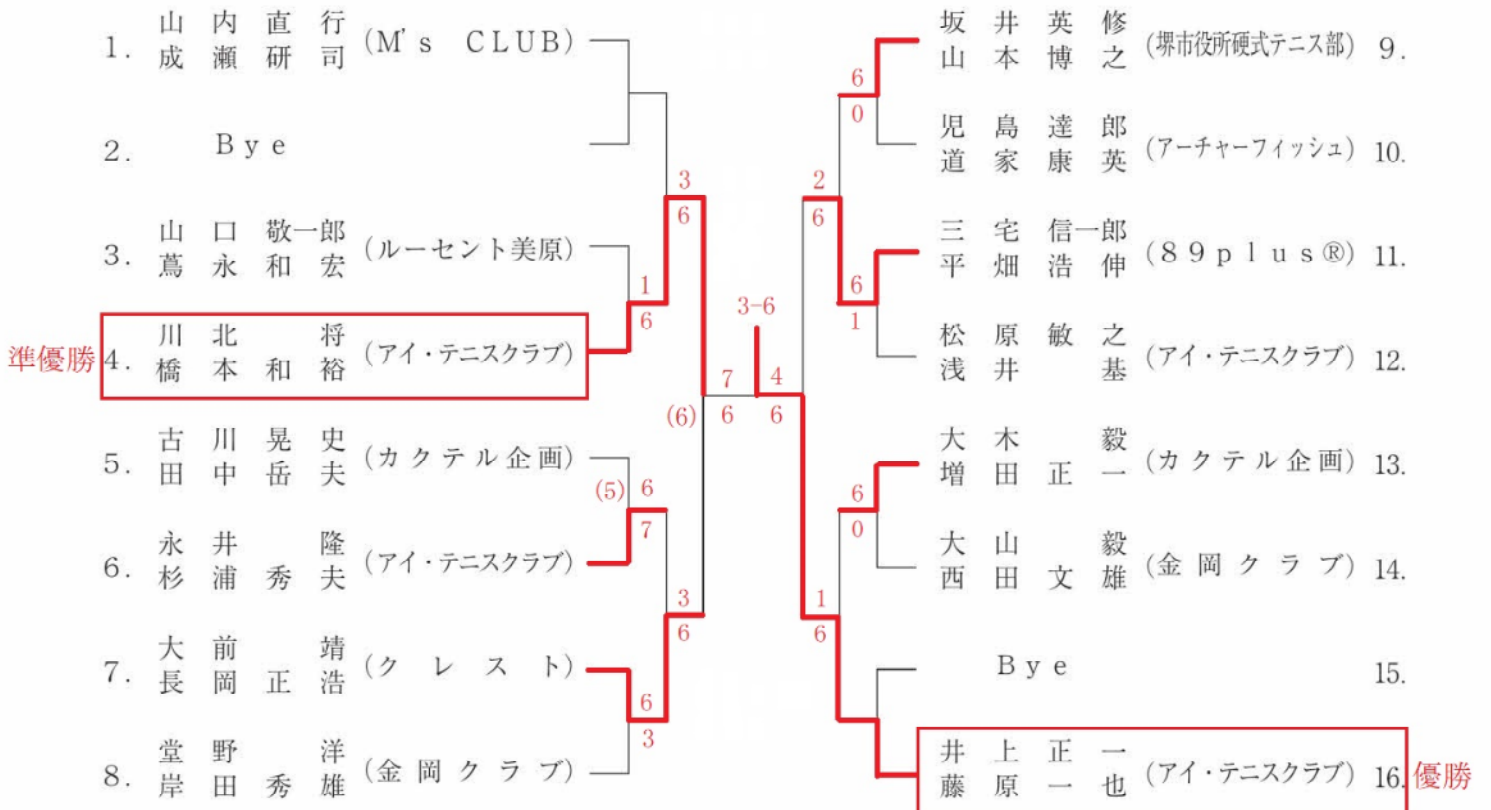 1. 山内直行 成瀬研司 (M's CLUB)
2. Bye
3. 山口敬一郎 蔦永和宏 (ルーセント美原)
準優勝 4. 川北将 橋本和裕 (アイ・テニスクラブ)
5. 古川晃史 田中岳夫 (カクテル企画)
6. 永井隆 杉浦秀夫 (アイ・テニスクラブ)
7. 大前靖 長岡正浩 (クレスト)
8. 堂野洋 岸田秀雄 (金岡クラブ)
1
6
(5) 6
7
6
3
3
6
3
6
(6)
7
6
3-6
4
6
2
6
1
6
6
0
6
1
6
0
坂井英修 山本博之 (堺市役所硬式テニス部) 9.
児島達郎 道家康英 (アーチャーフィッシュ) 10.
三宅信一郎 平畑浩伸 (89plus®) 11.
松原敏之 浅井基 (アイ・テニスクラブ) 12.
大木毅 増田正一 (カクテル企画) 13.
大山毅 西田文雄 (金岡クラブ) 14.
Bye 15.
井上正一 藤原一也 (アイ・テニスクラブ) 16. 優勝